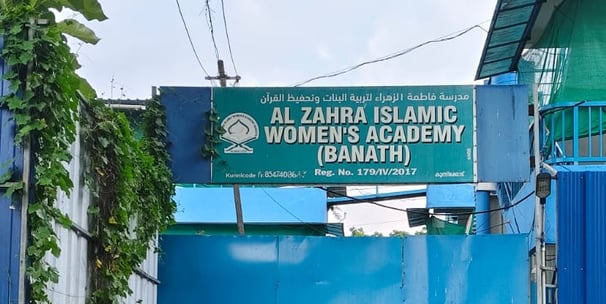 مدرسة فاطمة الزهراء لتربية البنات وتحفيظ القرآن
AL ZAHRA ISLAMIC
WOMEN'S ACADEMY
(BANATH)
Reg. No. 179/IV/2017